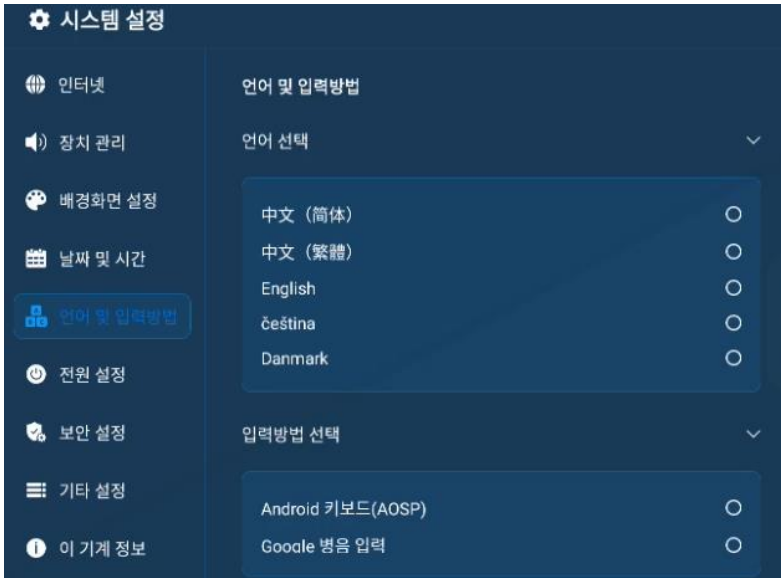 시스템 설정
인터넷
장치 관리
배경화면 설정
날짜 및 시간
언어 및 입력방법
전원 설정
보안 설정
기타 설정
이 기계 정보
언어 및 입력방법
언어 선택
中文（简体）
中文（繁體）
English
čeština
Danmark
입력방법 선택
Android 키보드(AOSP)
Google 병음 입력